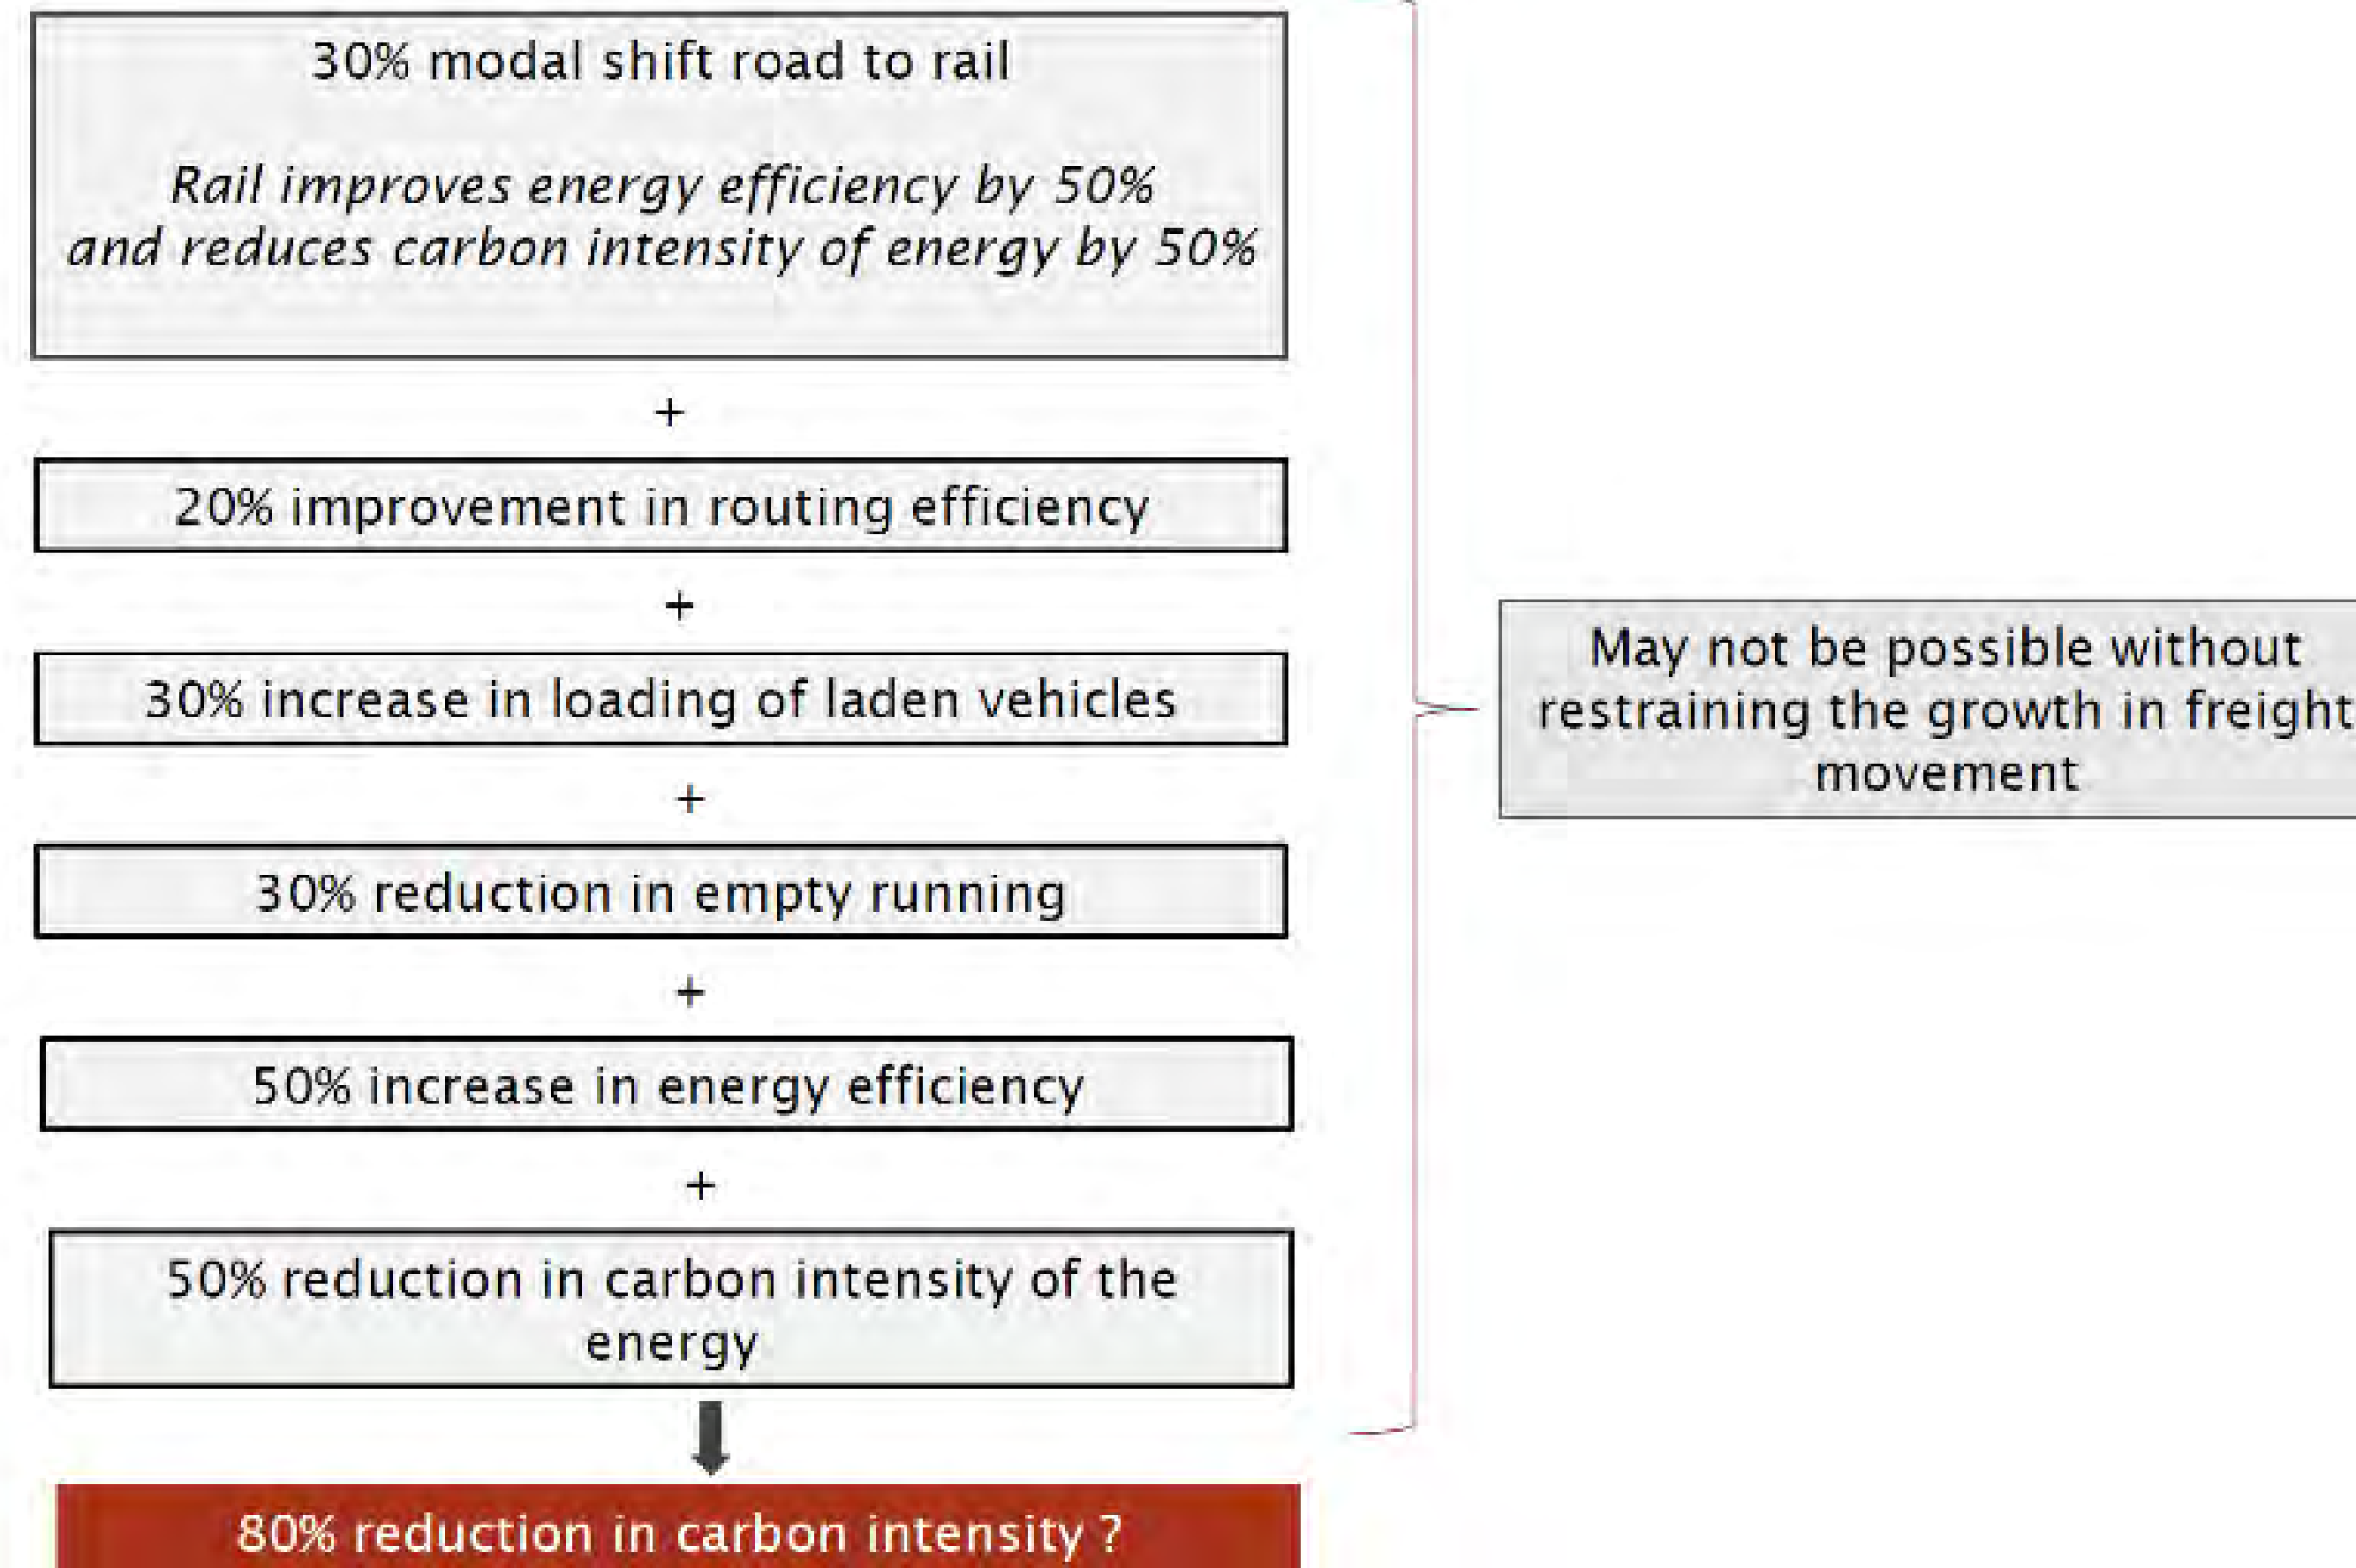 30% modal shift road to rail
Rail improves energy efficiency by 50%
and reduces carbon intensity of energy by 50%
+
20% improvement in routing efficiency
+
30% increase in loading of laden vehicles
+
30% reduction in empty running
+
50% increase in energy efficiency
+
50% reduction in carbon intensity of the
energy
80% reduction in carbon intensity ?
May not be possible without
restraining the growth in freight
movement